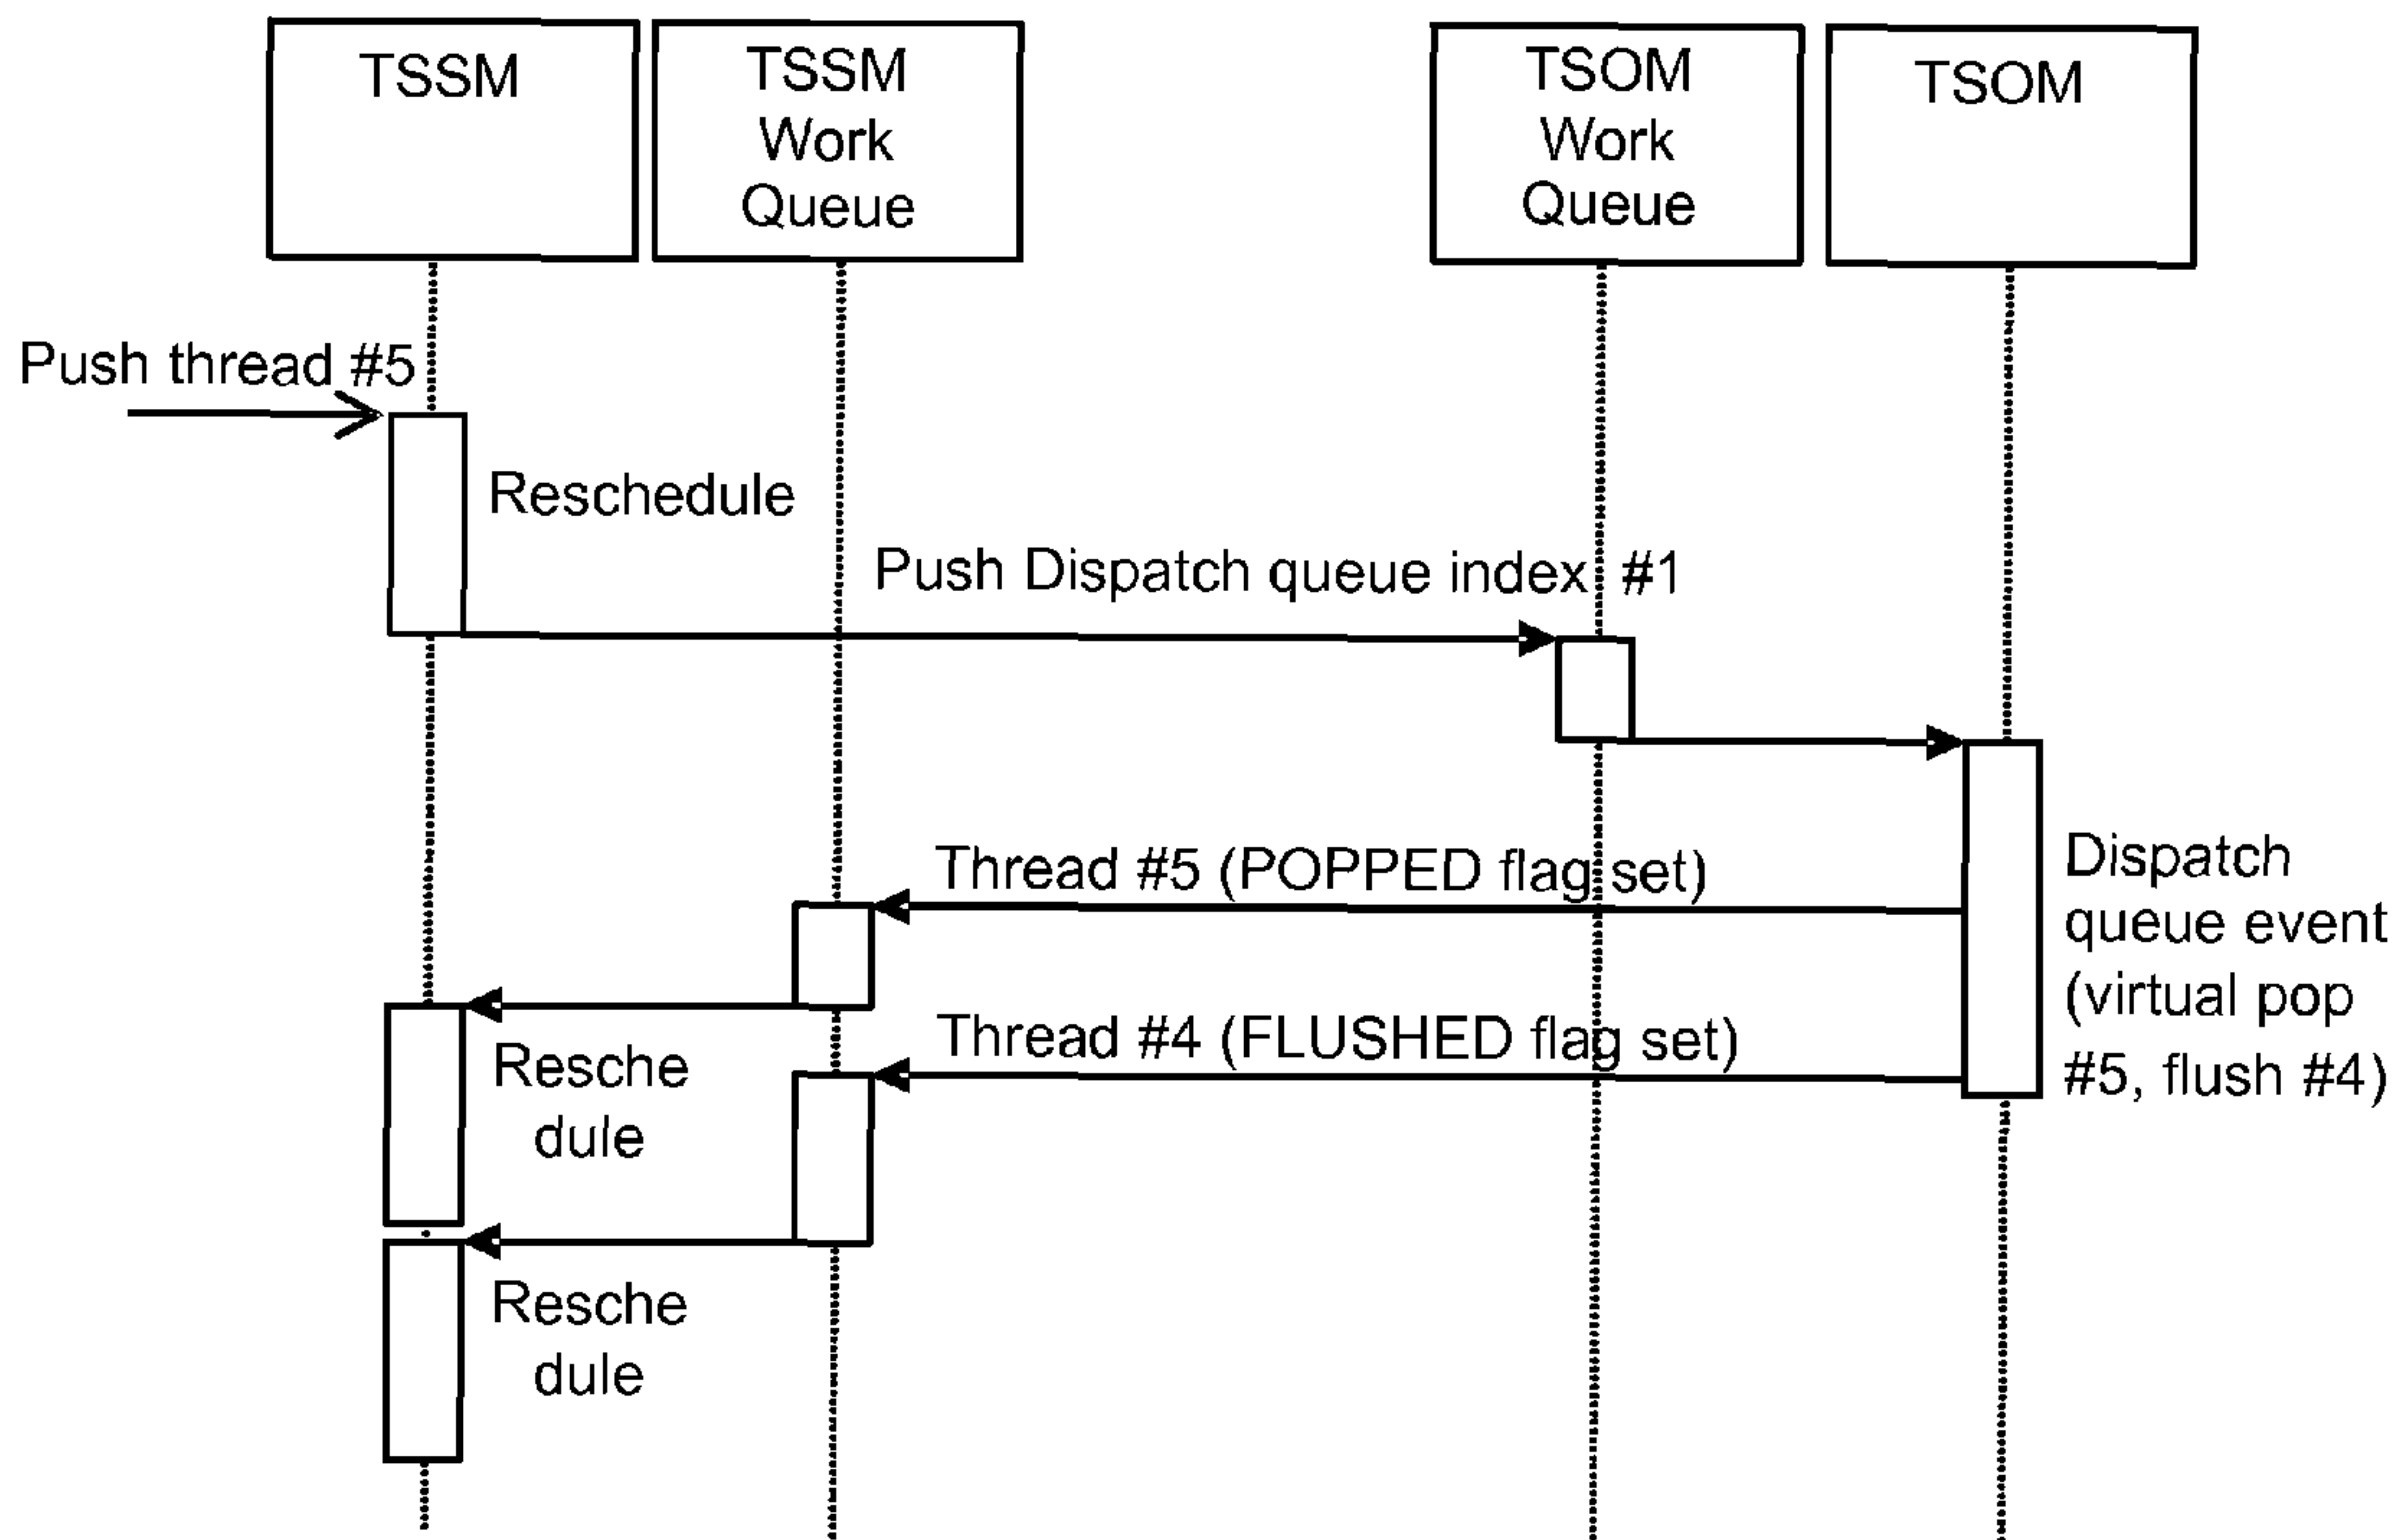 TSSM
TSSM
Work
Queue
TSOM
Work
Queue
TSOM
Push thread #5
Reschedule
Push Dispatch queue index #1
Thread #5 (POPPED flag set)
Dispatch
queue event
(virtual pop
#5, flush #4)
Thread #4 (FLUSHED flag set)
Resche
dule
Resche
dule